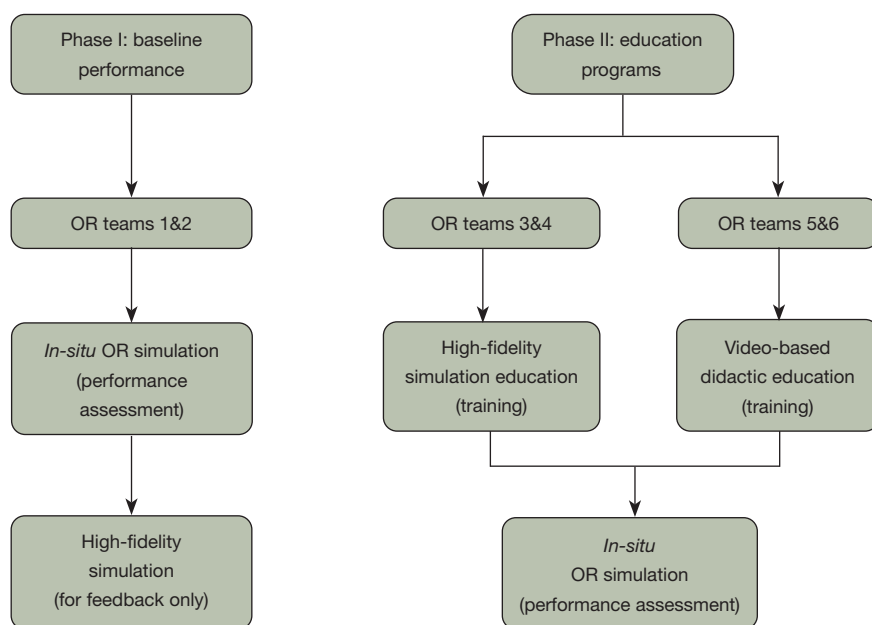 Phase I: baseline
performance
OR teams 1&2
In-situ OR simulation
(performance
assessment)
High-fidelity
simulation
(for feedback only)
Phase II: education
programs
OR teams 3&4
OR teams 5&6
High-fidelity
simulation education
(training)
Video-based
didactic education
(training)
In-situ
OR simulation
(performance assessment)